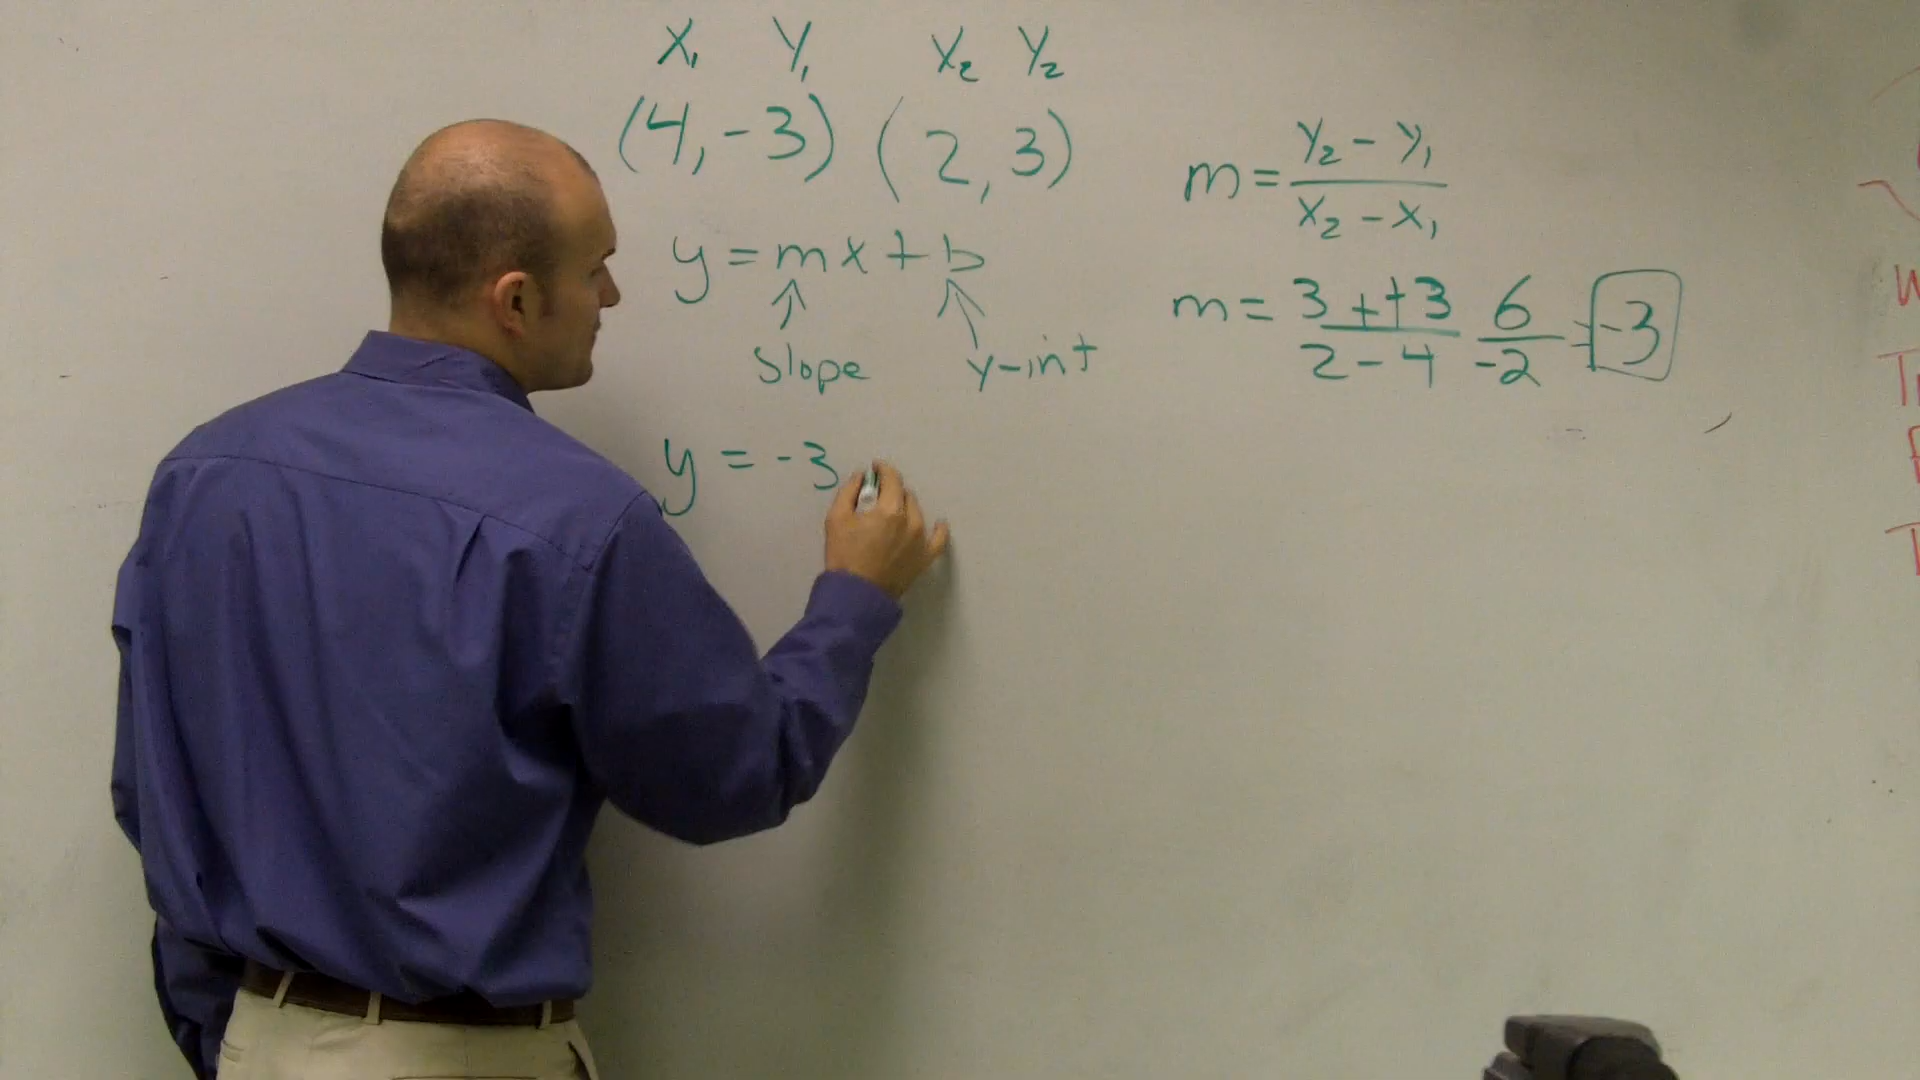 X₁ Y₁ X₂ Y₂
(4, -3) (2, 3)
m = y₂ - y₁ / x₂ - x₁
y = mx + b
slope y-int
m = 3 + +3 / 2 - 4 6 / -2 = -3
y = -3